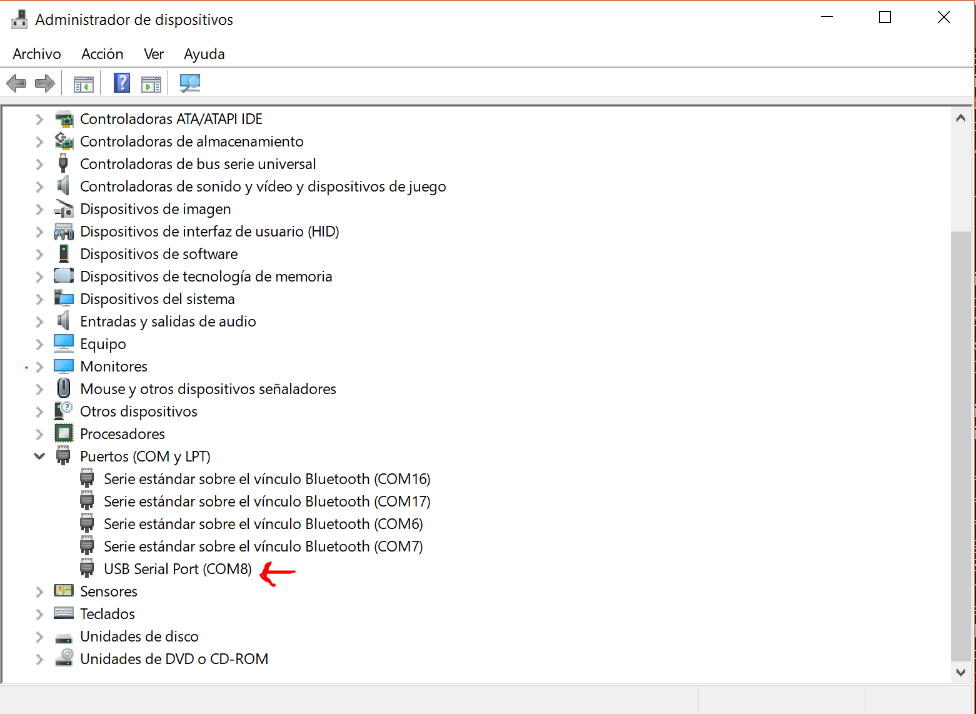 Administrador de dispositivos
Archivo Acción Ver Ayuda
Controladoras ATA/ATAPI IDE
Controladoras de almacenamiento
Controladoras de bus serie universal
Controladoras de sonido y vídeo y dispositivos de juego
Dispositivos de imagen
Dispositivos de interfaz de usuario (HID)
Dispositivos de software
Dispositivos de tecnología de memoria
Dispositivos del sistema
Entradas y salidas de audio
Equipo
Monitores
Mouse y otros dispositivos señaladores
Otros dispositivos
Procesadores
Puertos (COM y LPT)
Serie estándar sobre el vínculo Bluetooth (COM16)
Serie estándar sobre el vínculo Bluetooth (COM17)
Serie estándar sobre el vínculo Bluetooth (COM6)
Serie estándar sobre el vínculo Bluetooth (COM7)
USB Serial Port (COM8)
Sensores
Teclados
Unidades de disco
Unidades de DVD o CD-ROM